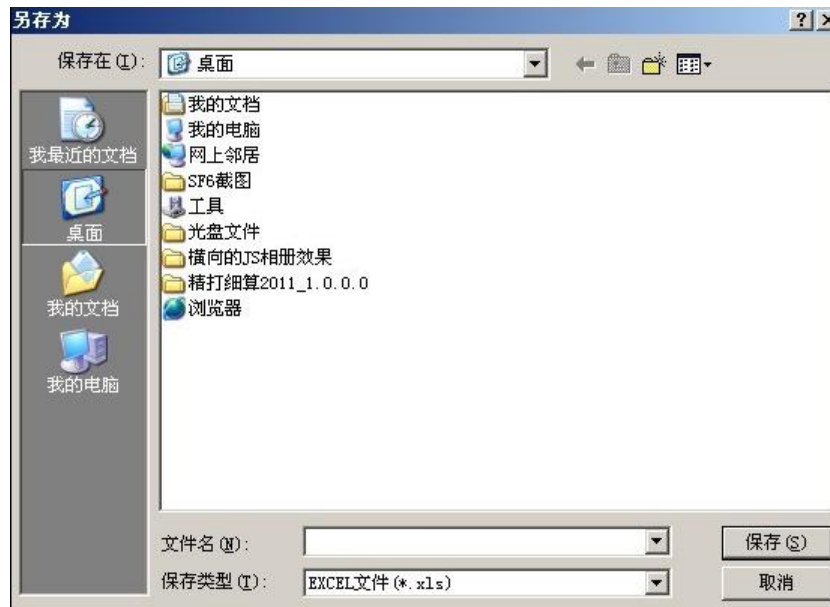 另存为
保存在(I):
桌面
我最近的文档
桌面
我的文档
我的电脑
我的文档
我的电脑
网上邻居
SF6截图
工具
光盘文件
横向的JS相册效果
精打细算2011_1.0.0.0
浏览器
文件名(N):
保存(S)
保存类型(T):
EXCEL文件(*.xls)
取消